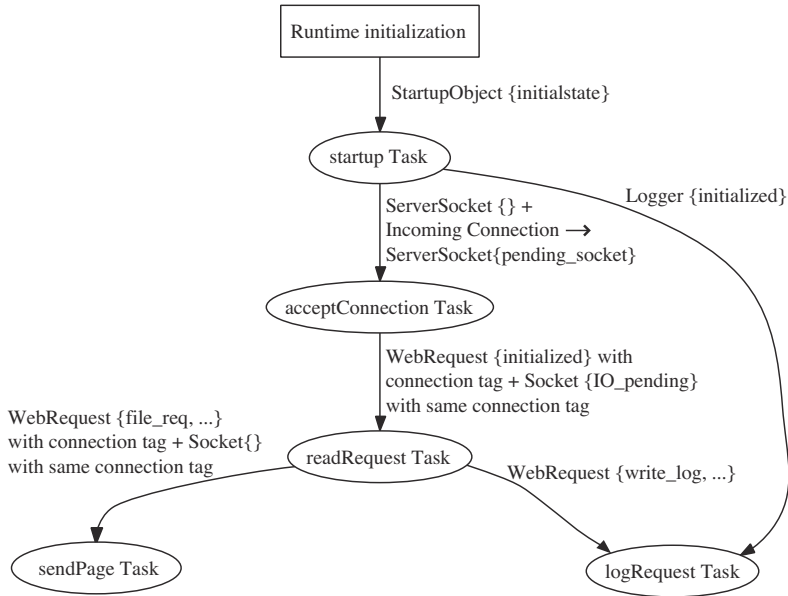 Runtime initialization
StartupObject {initialstate}
startup Task
Logger {initialized}
ServerSocket {} +
Incoming Connection →
ServerSocket{pending_socket}
acceptConnection Task
WebRequest {initialized} with
connection tag + Socket {IO_pending}
with same connection tag
WebRequest {file_req, ...}
with connection tag + Socket{}
with same connection tag
readRequest Task
WebRequest {write_log, ...}
sendPage Task
logRequest Task